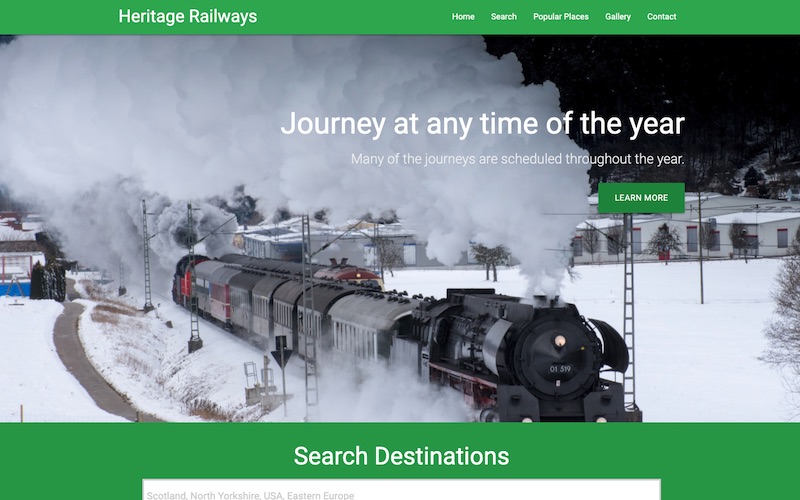 Heritage Railways
Home
Search
Popular Places
Gallery
Contact
Journey at any time of the year
Many of the journeys are scheduled throughout the year.
LEARN MORE
01 519
Search Destinations
Scotland, North Yorkshire, USA, Eastern Europe